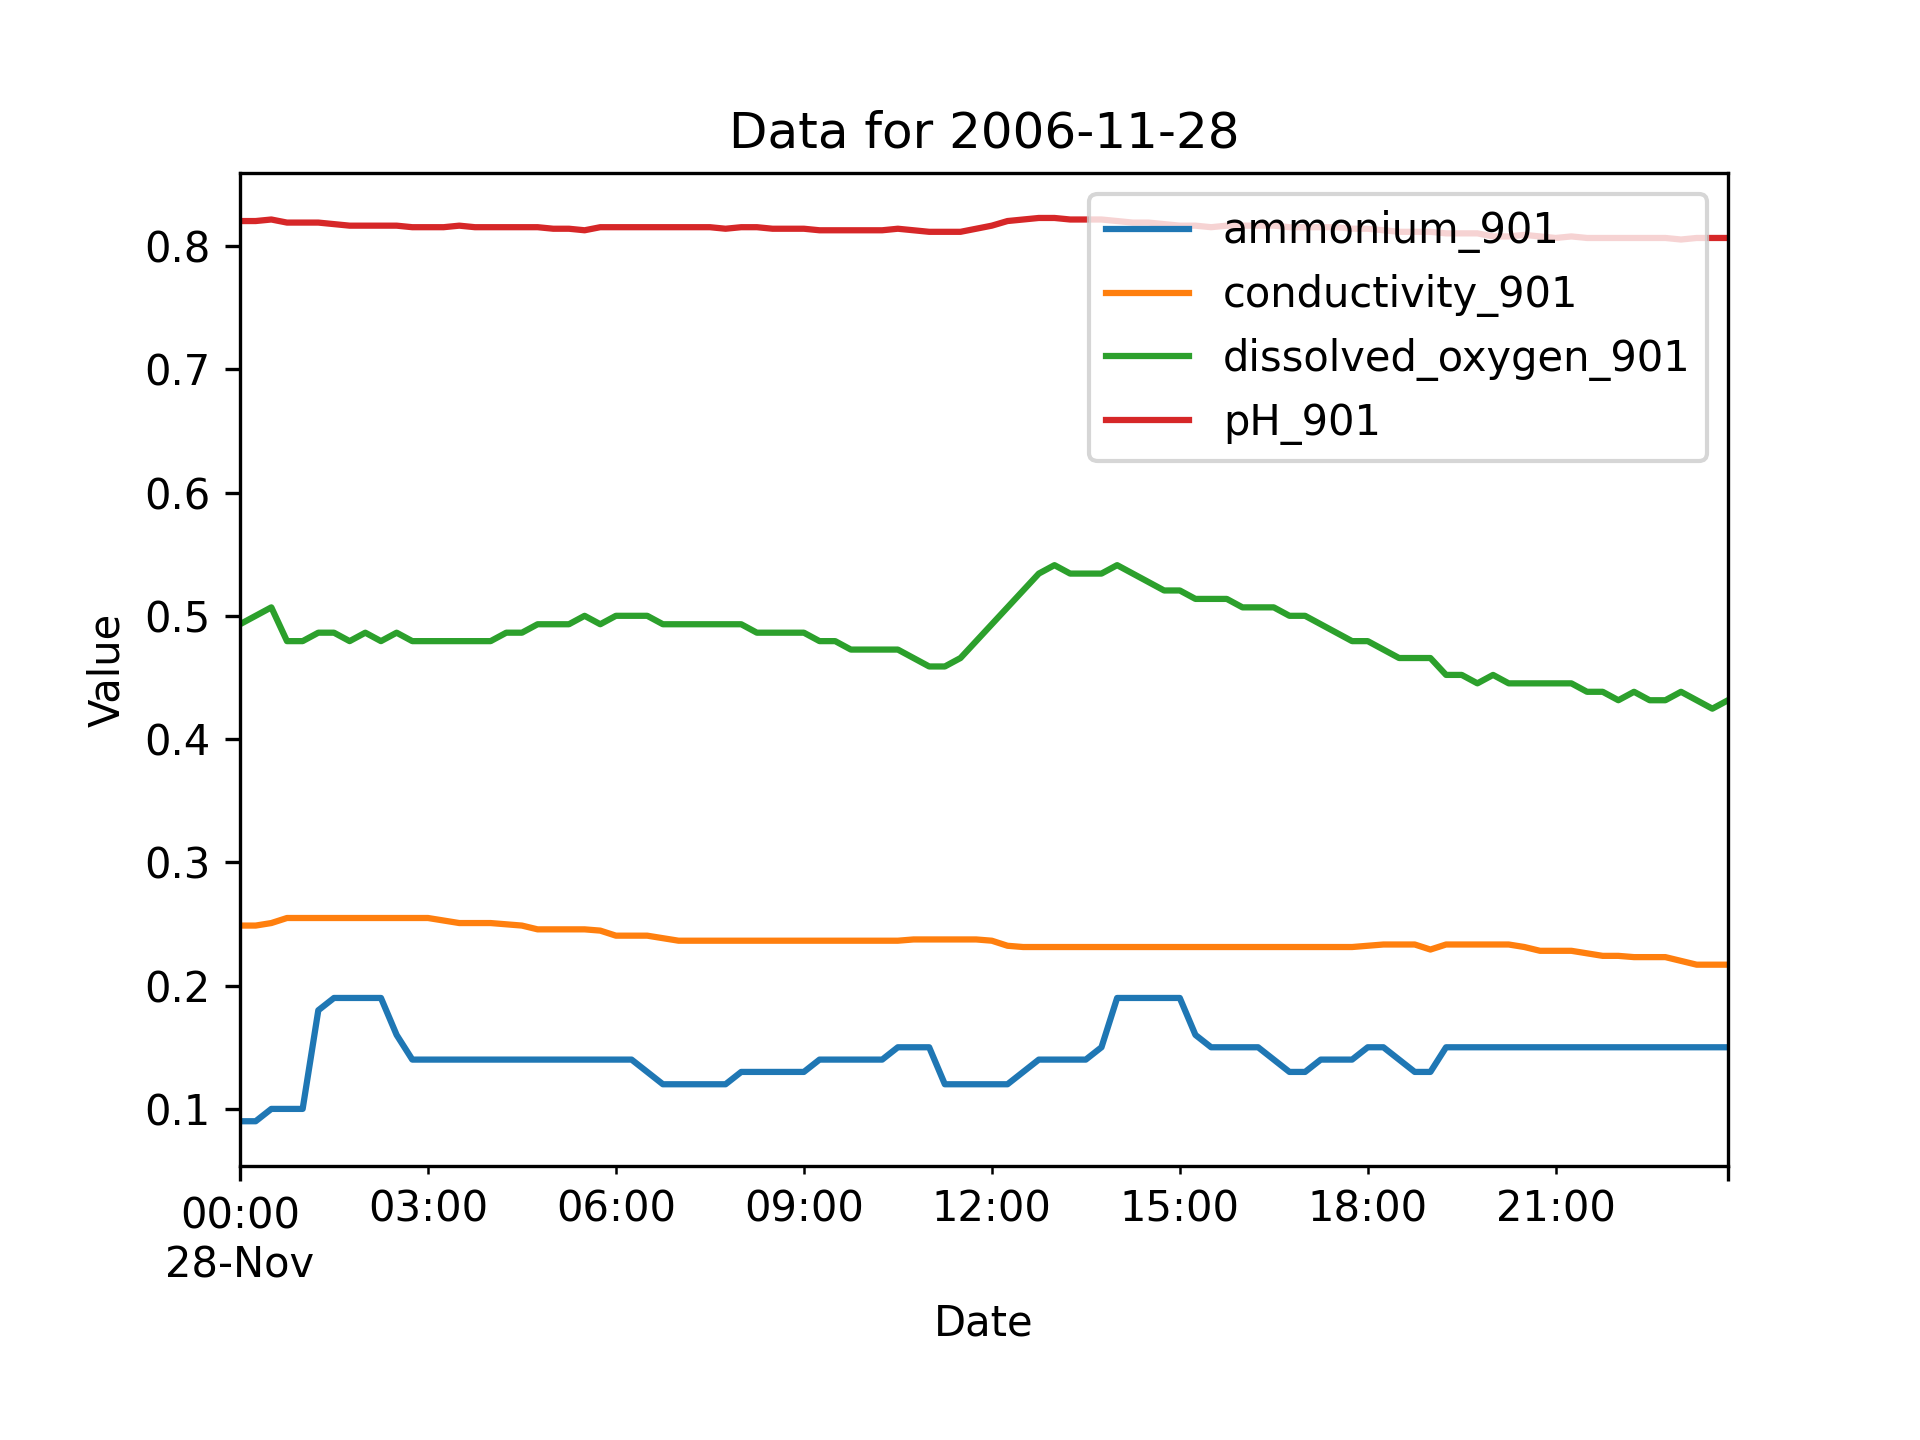 Data for 2006-11-28
ammonium_901
conductivity_901
dissolved_oxygen_901
pH_901
0.8
0.7
0.6
0.5
0.4
0.3
0.2
0.1
Value
00:00 03:00 06:00 09:00 12:00 15:00 18:00 21:00
28-Nov
Date